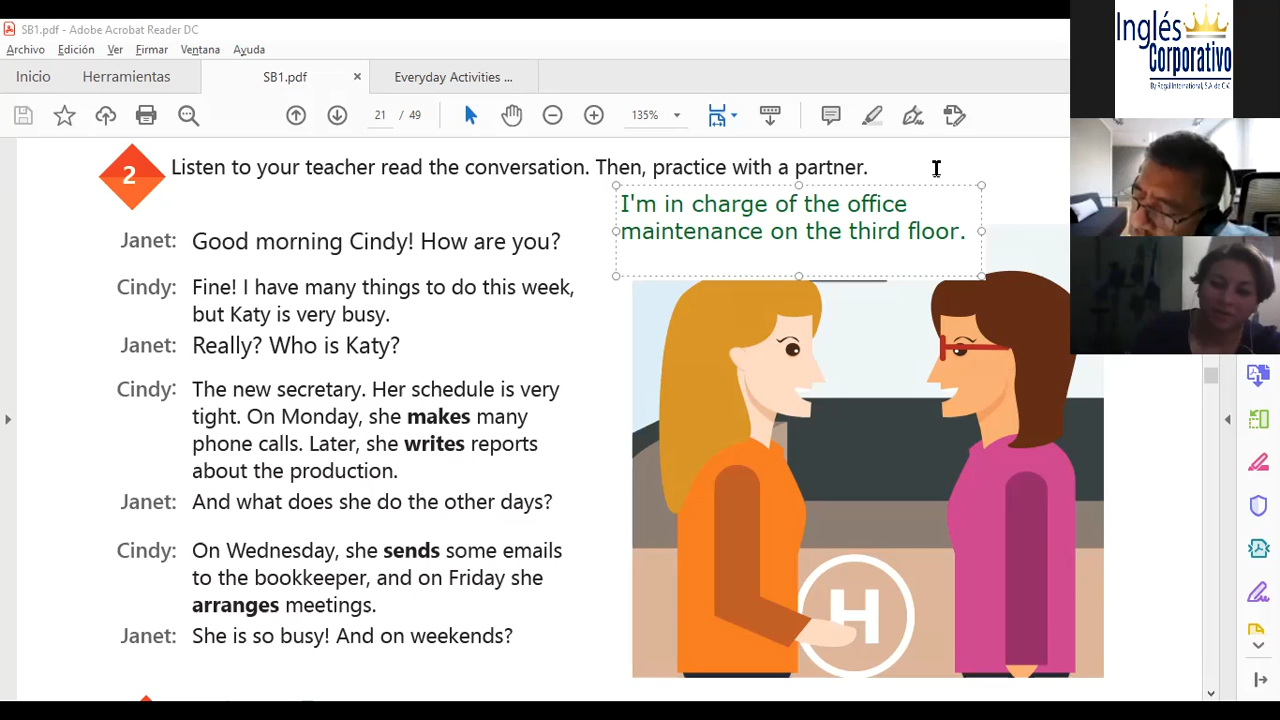 SB1.pdf - Adobe Acrobat Reader DC
Archivo Edición Ver Firmar Ventana Ayuda
Inicio Herramientas SB1.pdf × Everyday Activities ...
21 / 49 135%
2 Listen to your teacher read the conversation. Then, practice with a partner.
I'm in charge of the office
maintenance on the third floor.
Janet: Good morning Cindy! How are you?
Cindy: Fine! I have many things to do this week,
but Katy is very busy.
Janet: Really? Who is Katy?
Cindy: The new secretary. Her schedule is very
tight. On Monday, she makes many
phone calls. Later, she writes reports
about the production.
Janet: And what does she do the other days?
Cindy: On Wednesday, she sends some emails
to the bookkeeper, and on Friday she
arranges meetings.
Janet: She is so busy! And on weekends?
H
Inglés
Corporativo
By Regal International, S.A. de C.V.